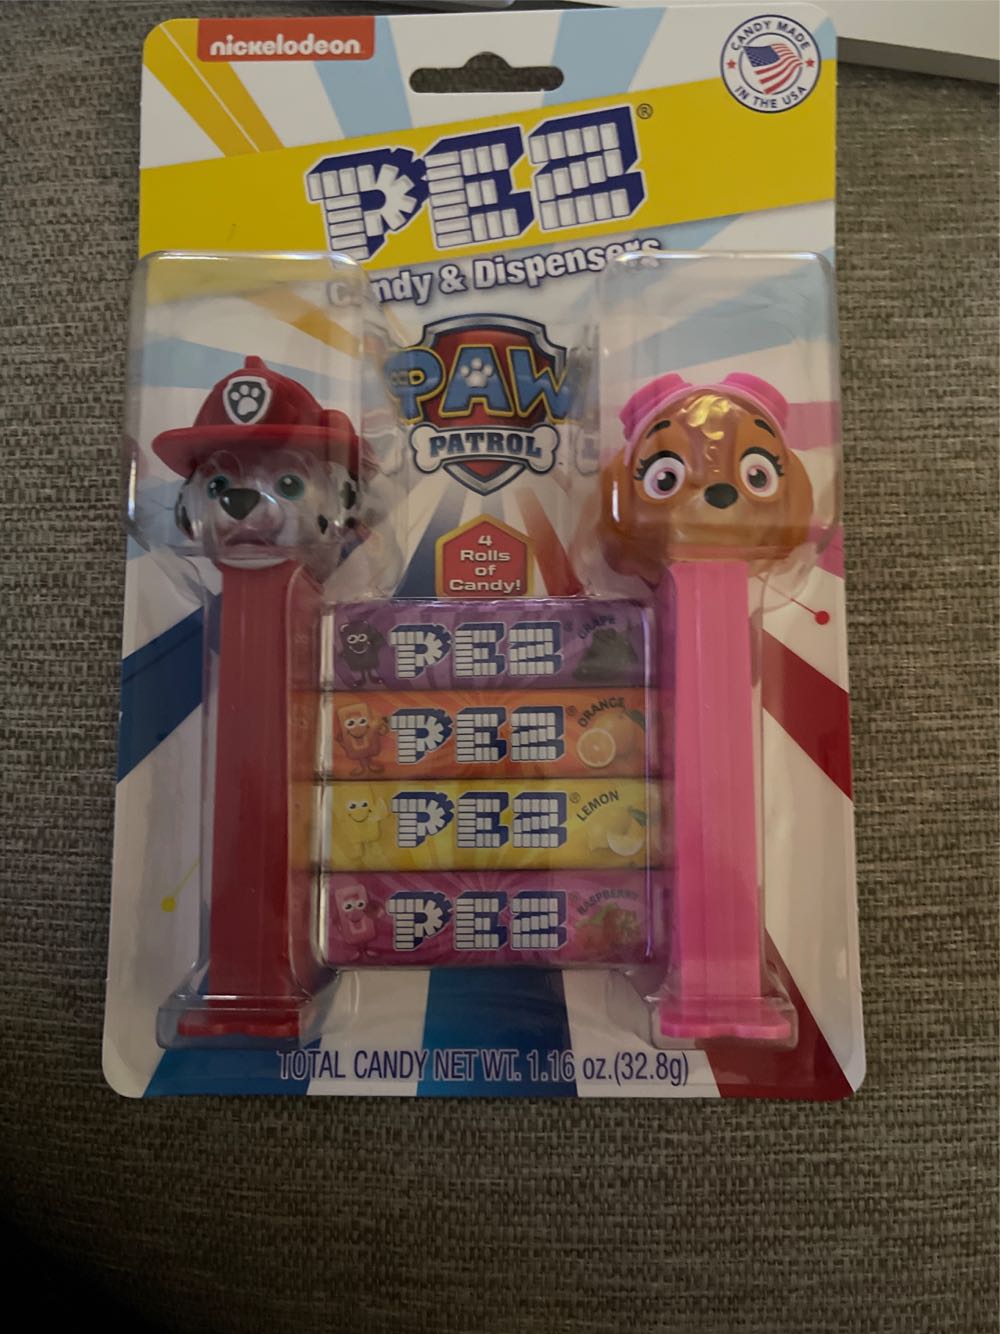 nickelodeon
CANDY MADE
IN THE USA
PEZ®
Candy & Dispensers
PAW
PATROL
4
Rolls
of
Candy!
PEZ® GRAPE
PEZ® ORANGE
PEZ® LEMON
PEZ® RASPBERRY
TOTAL CANDY NET WT. 1.16 oz.(32.8g)